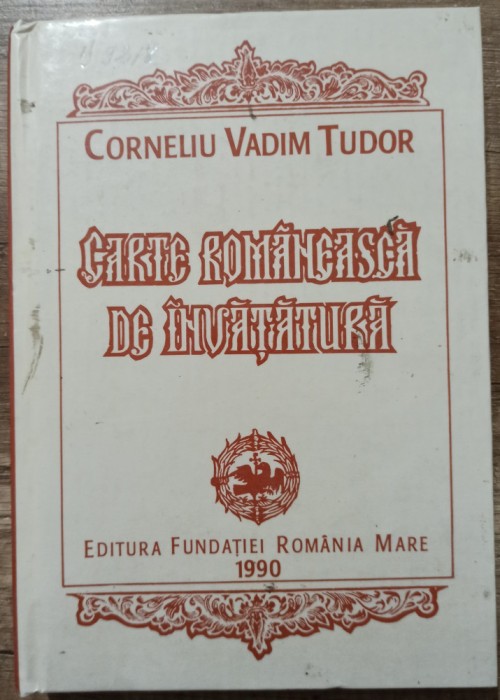 CORNELIU VADIM TUDOR
CARTE ROMÂNEASCĂ
DE ÎNVĂȚĂTURĂ
EDITURA FUNDAȚIEI ROMÂNIA MARE
1990